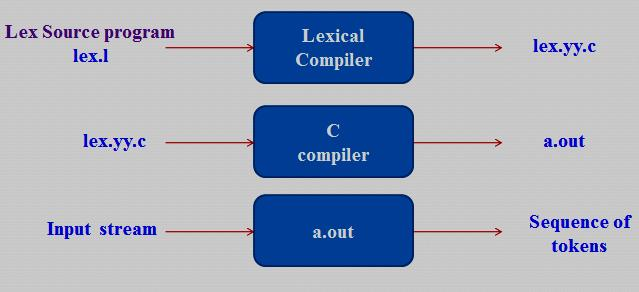 Lex Source program
lex.l
Lexical
Compiler
lex.yy.c
lex.yy.c
C
compiler
a.out
Input stream
a.out
Sequence of
tokens